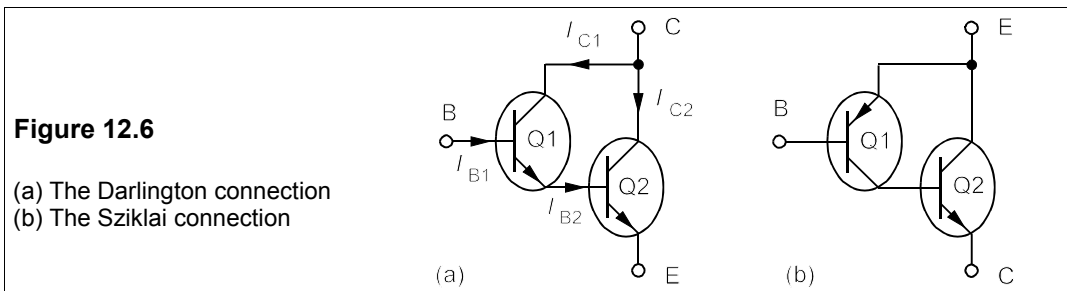 Figure 12.6
(a) The Darlington connection
(b) The Sziklai connection
C
I C1
I C2
B
Q1
I B1
Q2
I B2
(a)
E
E
B
Q1
Q2
(b)
C